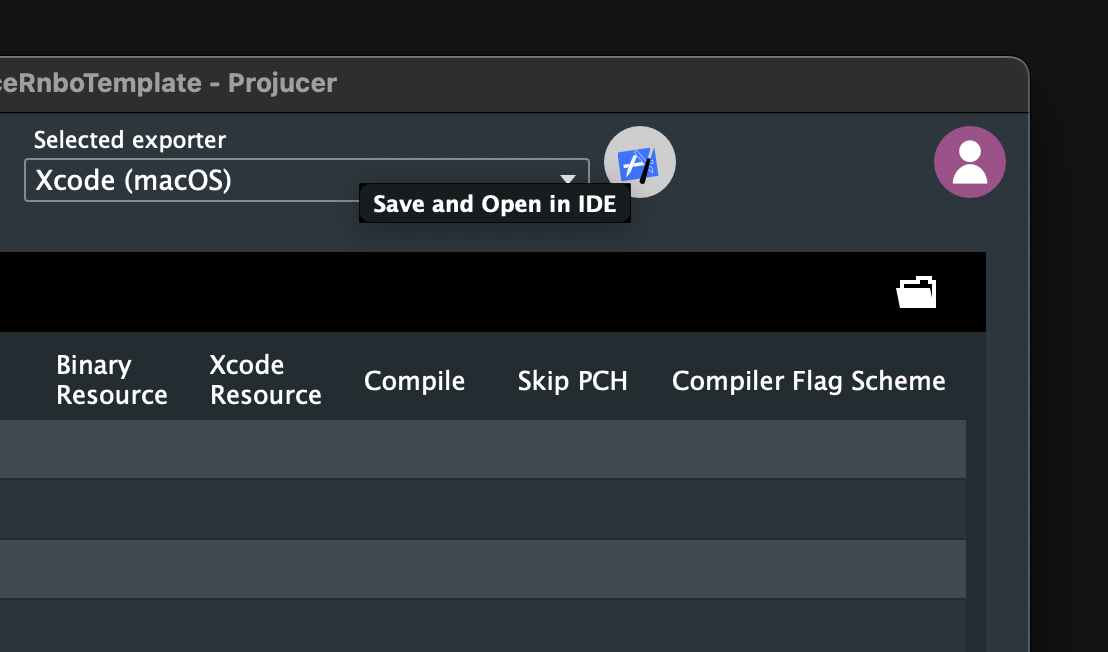 ceRnboTemplate - Projucer
Selected exporter
Xcode (macOS)
Save and Open in IDE
Binary
Resource
Xcode
Resource
Compile
Skip PCH
Compiler Flag Scheme